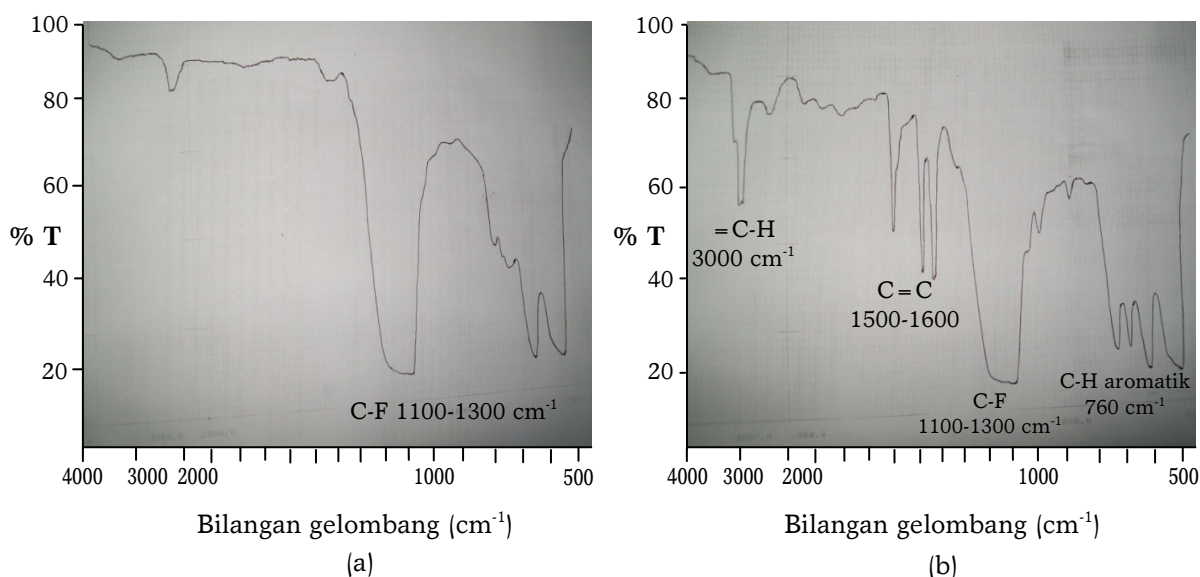 100
80
60
% T
40
20
C-F 1100-1300 cm-1
4000 3000 2000 1000 500
Bilangan gelombang (cm-1)
(a)
100
80
60
% T
40
20
=C-H
3000 cm-1
C=C
1500-1600
C-F
1100-1300 cm-1
C-H aromatik
760 cm-1
4000 3000 2000 1000 500
Bilangan gelombang (cm-1)
(b)